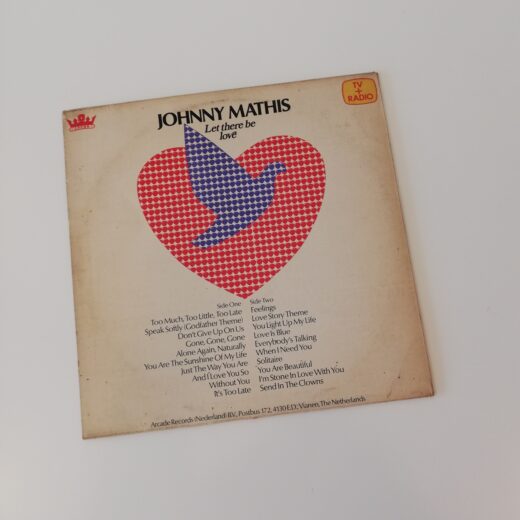 ARCADE
TV
+
RADIO
JOHNNY MATHIS
Let there be
love
Side One
Too Much, Too Little, Too Late
Speak Softly (Godfather Theme)
Don't Give Up On Us
Gone, Gone, Gone
Alone Again, Naturally
You Are The Sunshine Of My Life
Just The Way You Are
And I Love You So
Without You
It's Too Late
Side Two
Feelings
Love Story Theme
You Light Up My Life
Love Is Blue
Everybody's Talking
When I Need You
Solitaire
You Are Beautiful
I'm Stone In Love With You
Send In The Clowns
Arcade Records (Nederland) B.V., Postbus 172, 4130 E.D., Vianen, The Netherlands